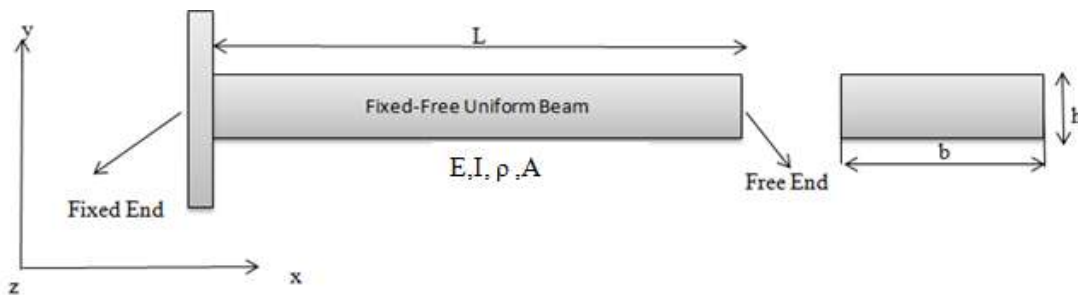 y
L
Fixed-Free Uniform Beam
h
b
E,I, ρ ,A
Free End
Fixed End
x
z